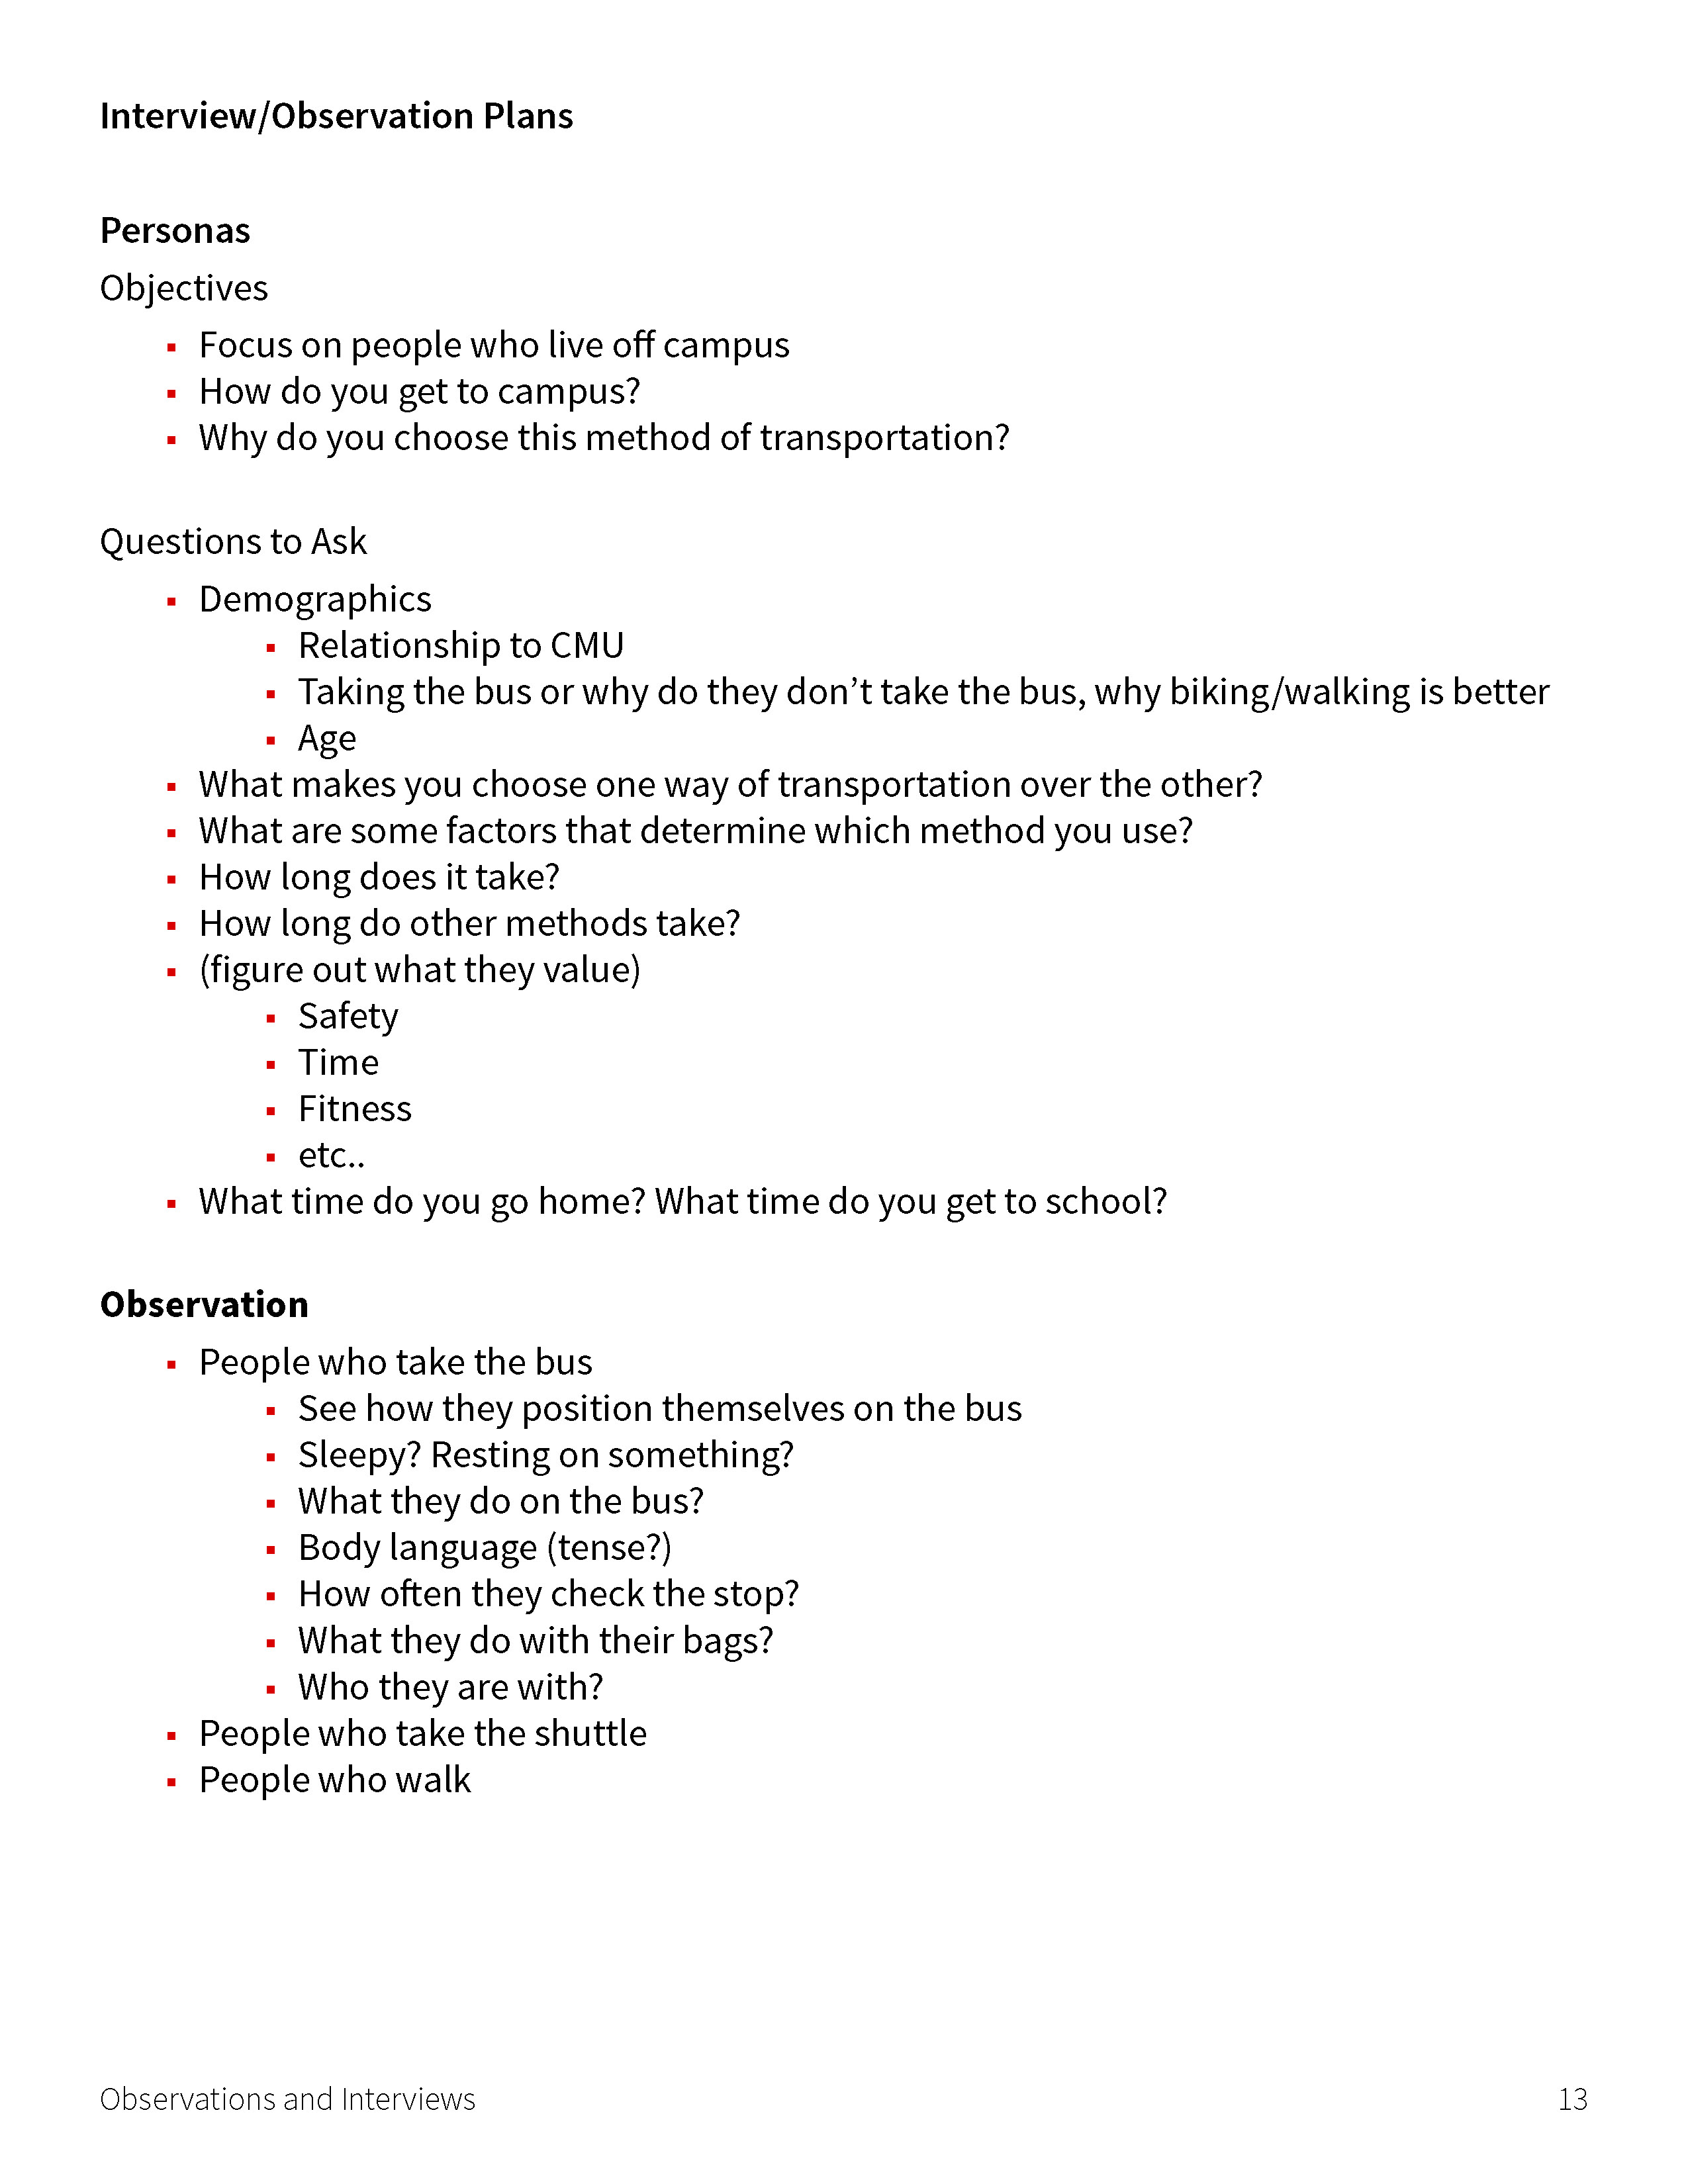 Interview/Observation Plans
Personas
Objectives
▪ Focus on people who live off campus
▪ How do you get to campus?
▪ Why do you choose this method of transportation?
Questions to Ask
▪ Demographics
▪ Relationship to CMU
▪ Taking the bus or why do they don’t take the bus, why biking/walking is better
▪ Age
▪ What makes you choose one way of transportation over the other?
▪ What are some factors that determine which method you use?
▪ How long does it take?
▪ How long do other methods take?
▪ (figure out what they value)
▪ Safety
▪ Time
▪ Fitness
▪ etc..
▪ What time do you go home? What time do you get to school?
Observation
▪ People who take the bus
▪ See how they position themselves on the bus
▪ Sleepy? Resting on something?
▪ What they do on the bus?
▪ Body language (tense?)
▪ How often they check the stop?
▪ What they do with their bags?
▪ Who they are with?
▪ People who take the shuttle
▪ People who walk
Observations and Interviews 13